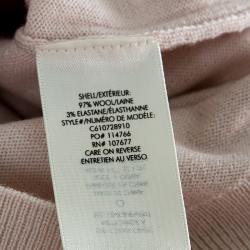 SHELL/EXTÉRIEUR:
97% WOOL/LAINE
3% ELASTANE/ÉLASTHANNE
STYLE#/NUMÉRO DE MODÈLE:
C610728910
PO# 114766
RN# 107677
CARE ON REVERSE
ENTRETIEN AU VERSO